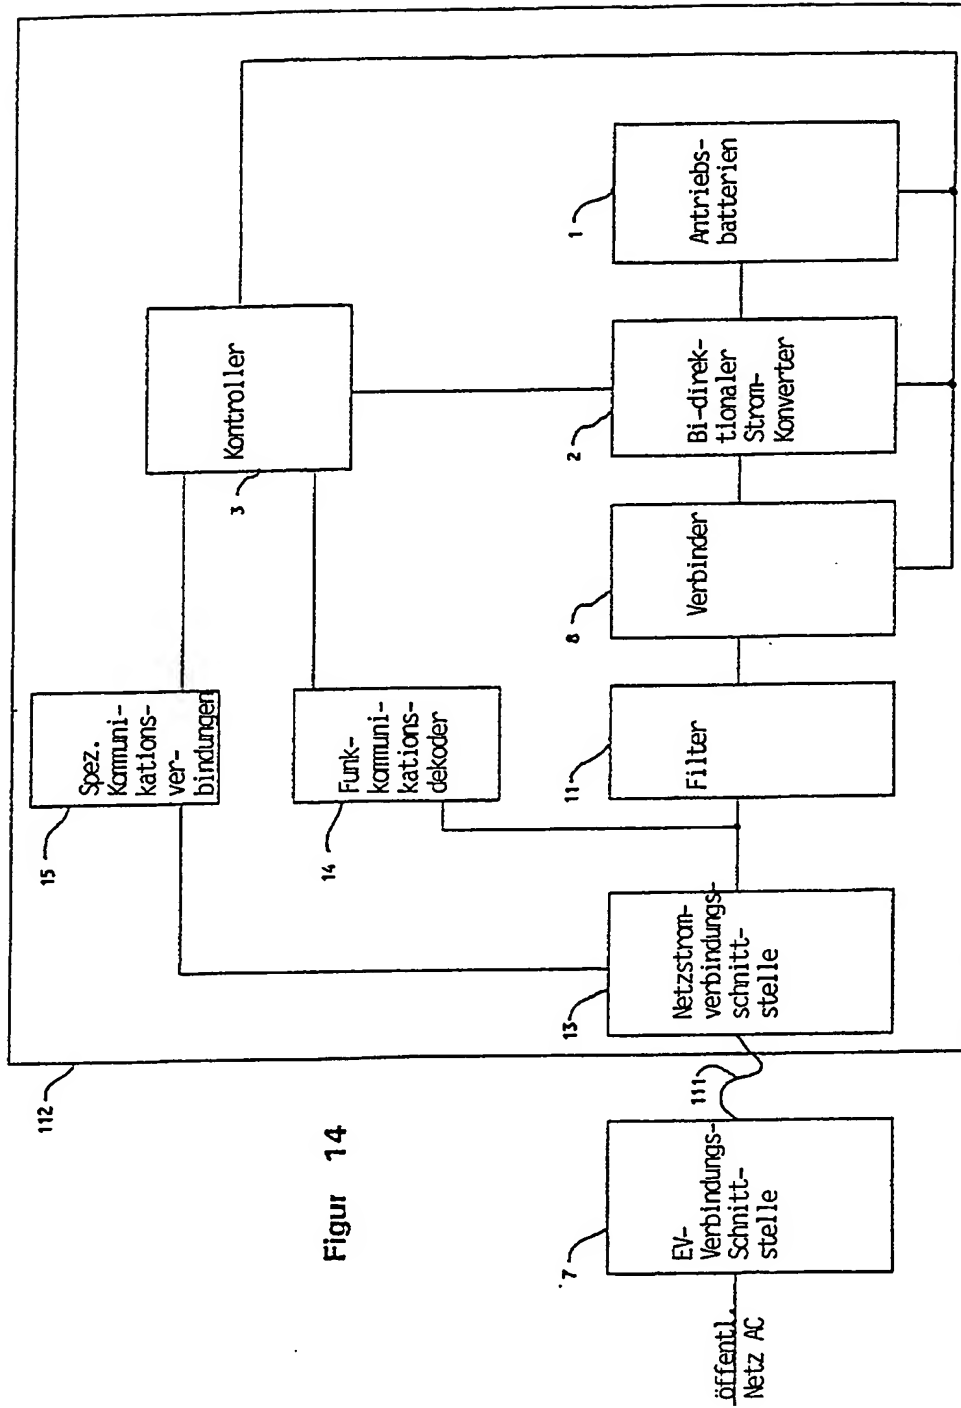 112
15
Spez.
Kommuni-
kations-
ver-
bindungen
3
Kontroller
Figur 14
14
Funk-
kommuni-
kations-
dekoder
öffentl.
Netz AC
7
EV-
Verbindungs-
Schnitt-
stelle
111
13
Netzstrom-
verbindungs-
schnitt-
stelle
11
Filter
8
Verbinder
2
Bi-direk-
tionaler
Strom-
Konverter
1
Antriebs-
batterien